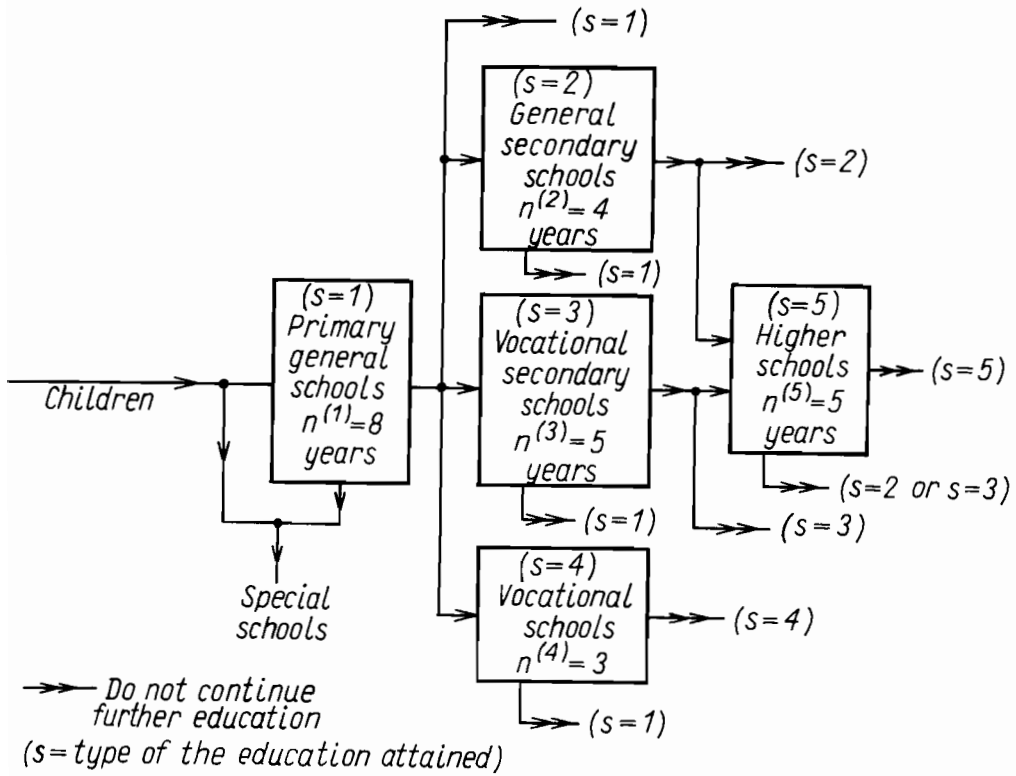 (s=1)
(s=2)
General
secondary
schools
n⁽²⁾= 4
years
(s=2)
(s=1)
(s=1)
Primary
general
schools
n⁽¹⁾=8
years
Children
(s=3)
Vocational
secondary
schools
n⁽³⁾=5
years
(s=5)
Higher
schools
n⁽⁵⁾=5
years
(s=5)
(s=2 or s=3)
(s=1)
(s=3)
Special
schools
(s=4)
Vocational
schools
n⁽⁴⁾=3
(s=4)
(s=1)
Do not continue
further education
(s=type of the education attained)